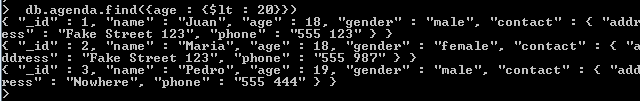 > db.agenda.find({age : {$lt : 20}})
{ "_id" : 1, "name" : "Juan", "age" : 18, "gender" : "male", "contact" : { "addr
ess" : "Fake Street 123", "phone" : "555 123" } }
{ "_id" : 2, "name" : "Maria", "age" : 18, "gender" : "female", "contact" : { "a
ddress" : "Fake Street 123", "phone" : "555 987" } }
{ "_id" : 3, "name" : "Pedro", "age" : 19, "gender" : "male", "contact" : { "add
ress" : "Nowhere", "phone" : "555 444" } }
>